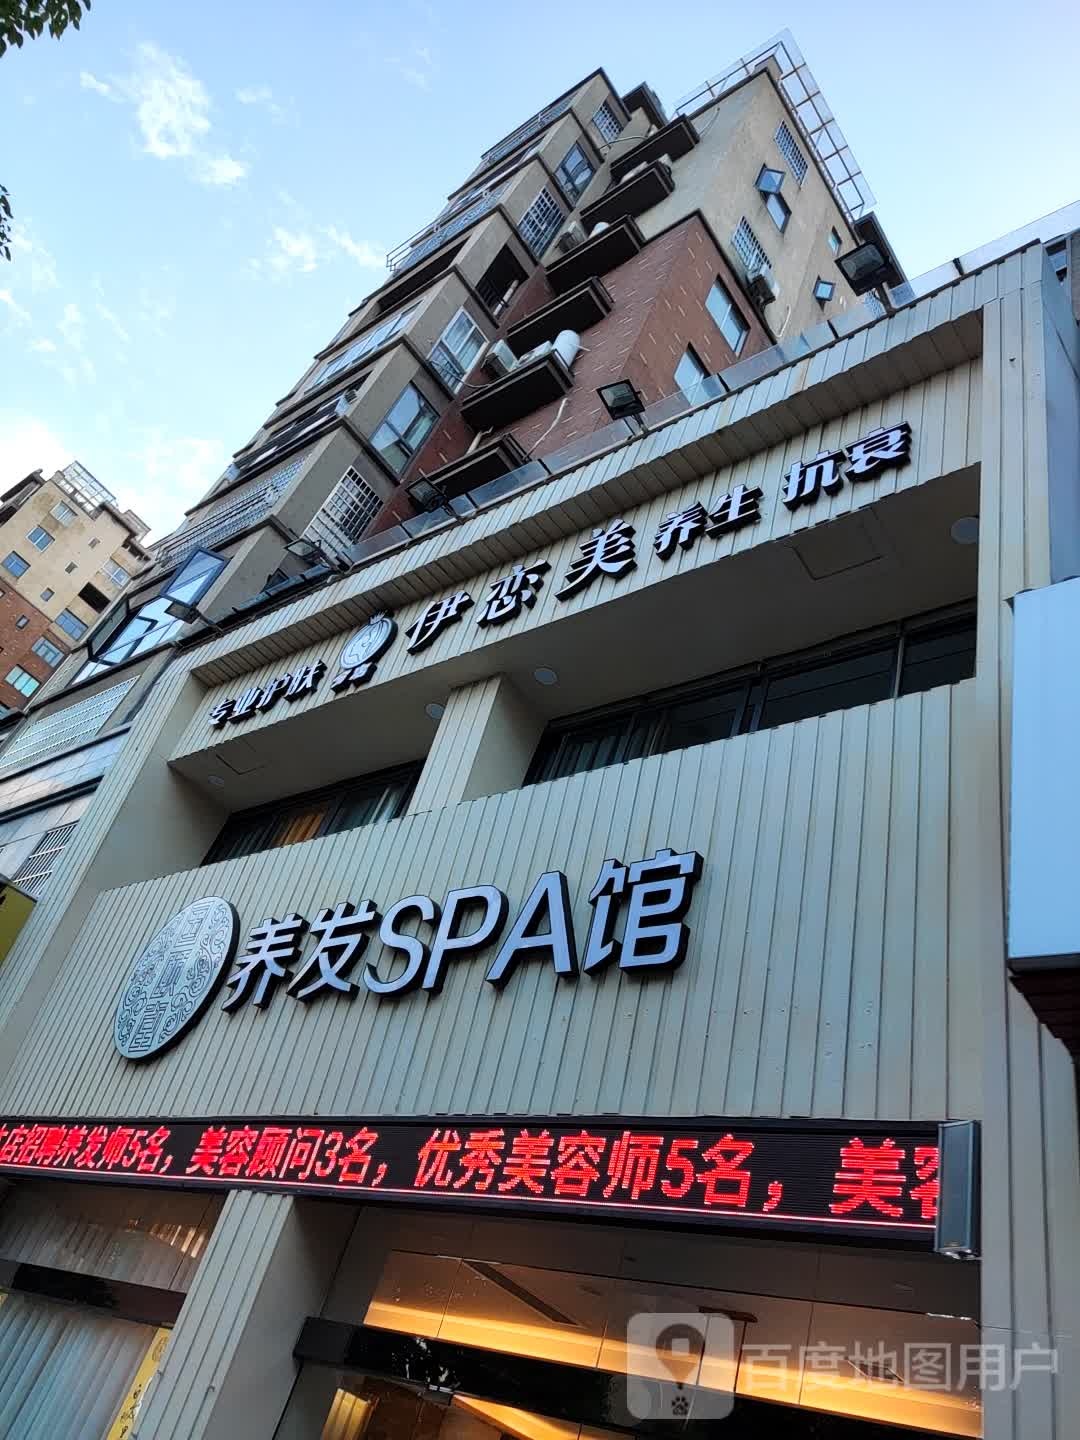 专业护肤 伊恋美 养生 抗衰
养发SPA馆
店招聘养发师5名，美容顾问3名，优秀美容师5名，美容
百度地图用户